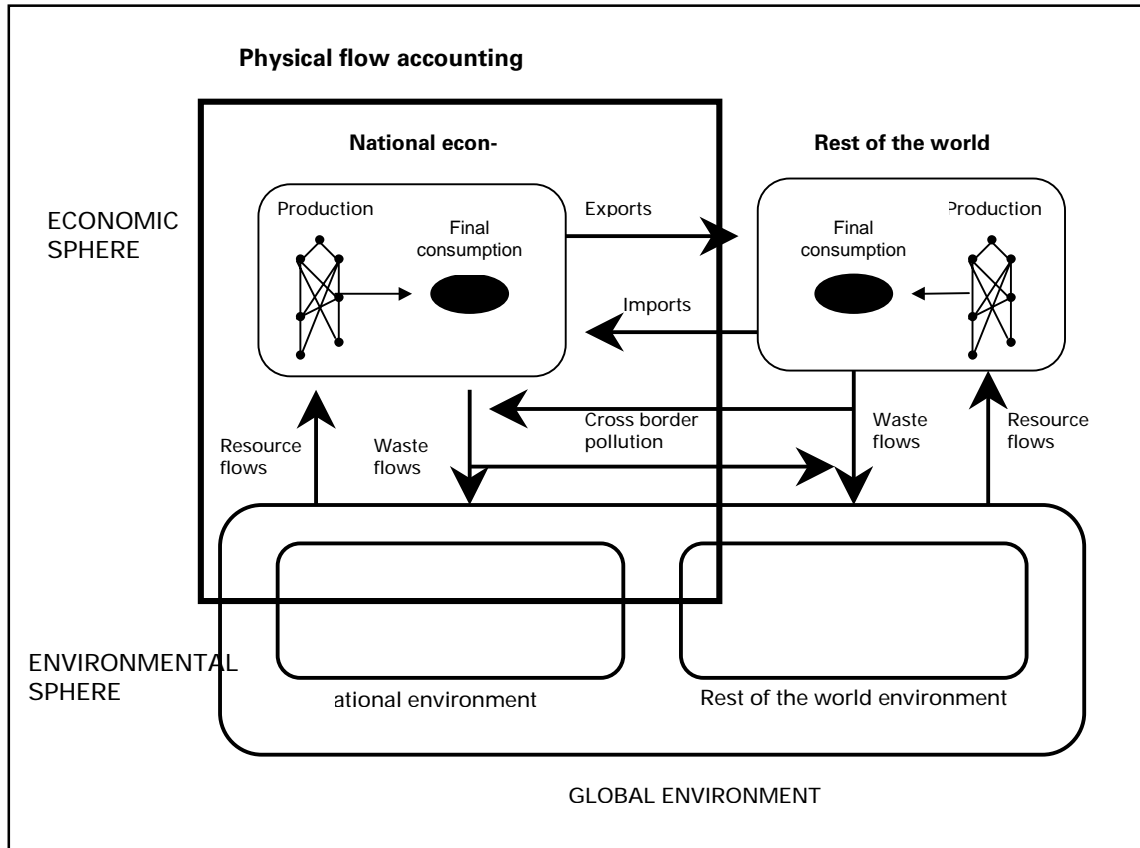 Physical flow accounting
National econ-
Rest of the world
ECONOMIC
SPHERE
Production
Final
consumption
Exports
Imports
Final
consumption
Production
Resource
flows
Waste
flows
Cross border
pollution
Waste
flows
Resource
flows
ENVIRONMENTAL
SPHERE
ational environment
Rest of the world environment
GLOBAL ENVIRONMENT